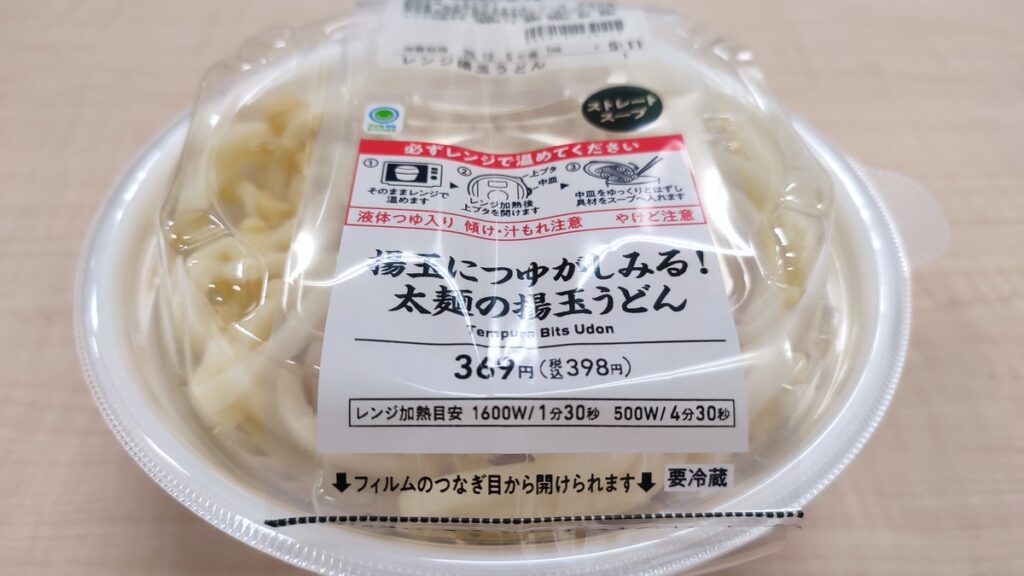 レンジ揚玉うどん
ストレート
スープ
必ずレンジで温めてください
① そのままレンジで
温めます
② 上ブタ
中皿
レンジ加熱後
上ブタを開けます
③ 中皿をゆっくりとはずし
具材をスープへ入れます
液体つゆ入り 傾け・汁もれ注意 やけど注意
揚玉につゆがしみる!
太麺の揚玉うどん
Tempura Bits Udon
369円(税込398円)
レンジ加熱目安 1600W/1分30秒 500W/4分30秒
⬇フィルムのつなぎ目から開けられます⬇ 要冷蔵